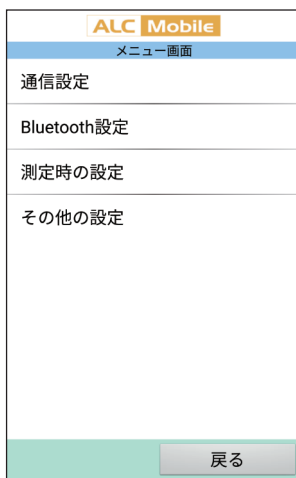 ALC Mobile
メニュー画面
通信設定
Bluetooth設定
測定時の設定
その他の設定
戻る